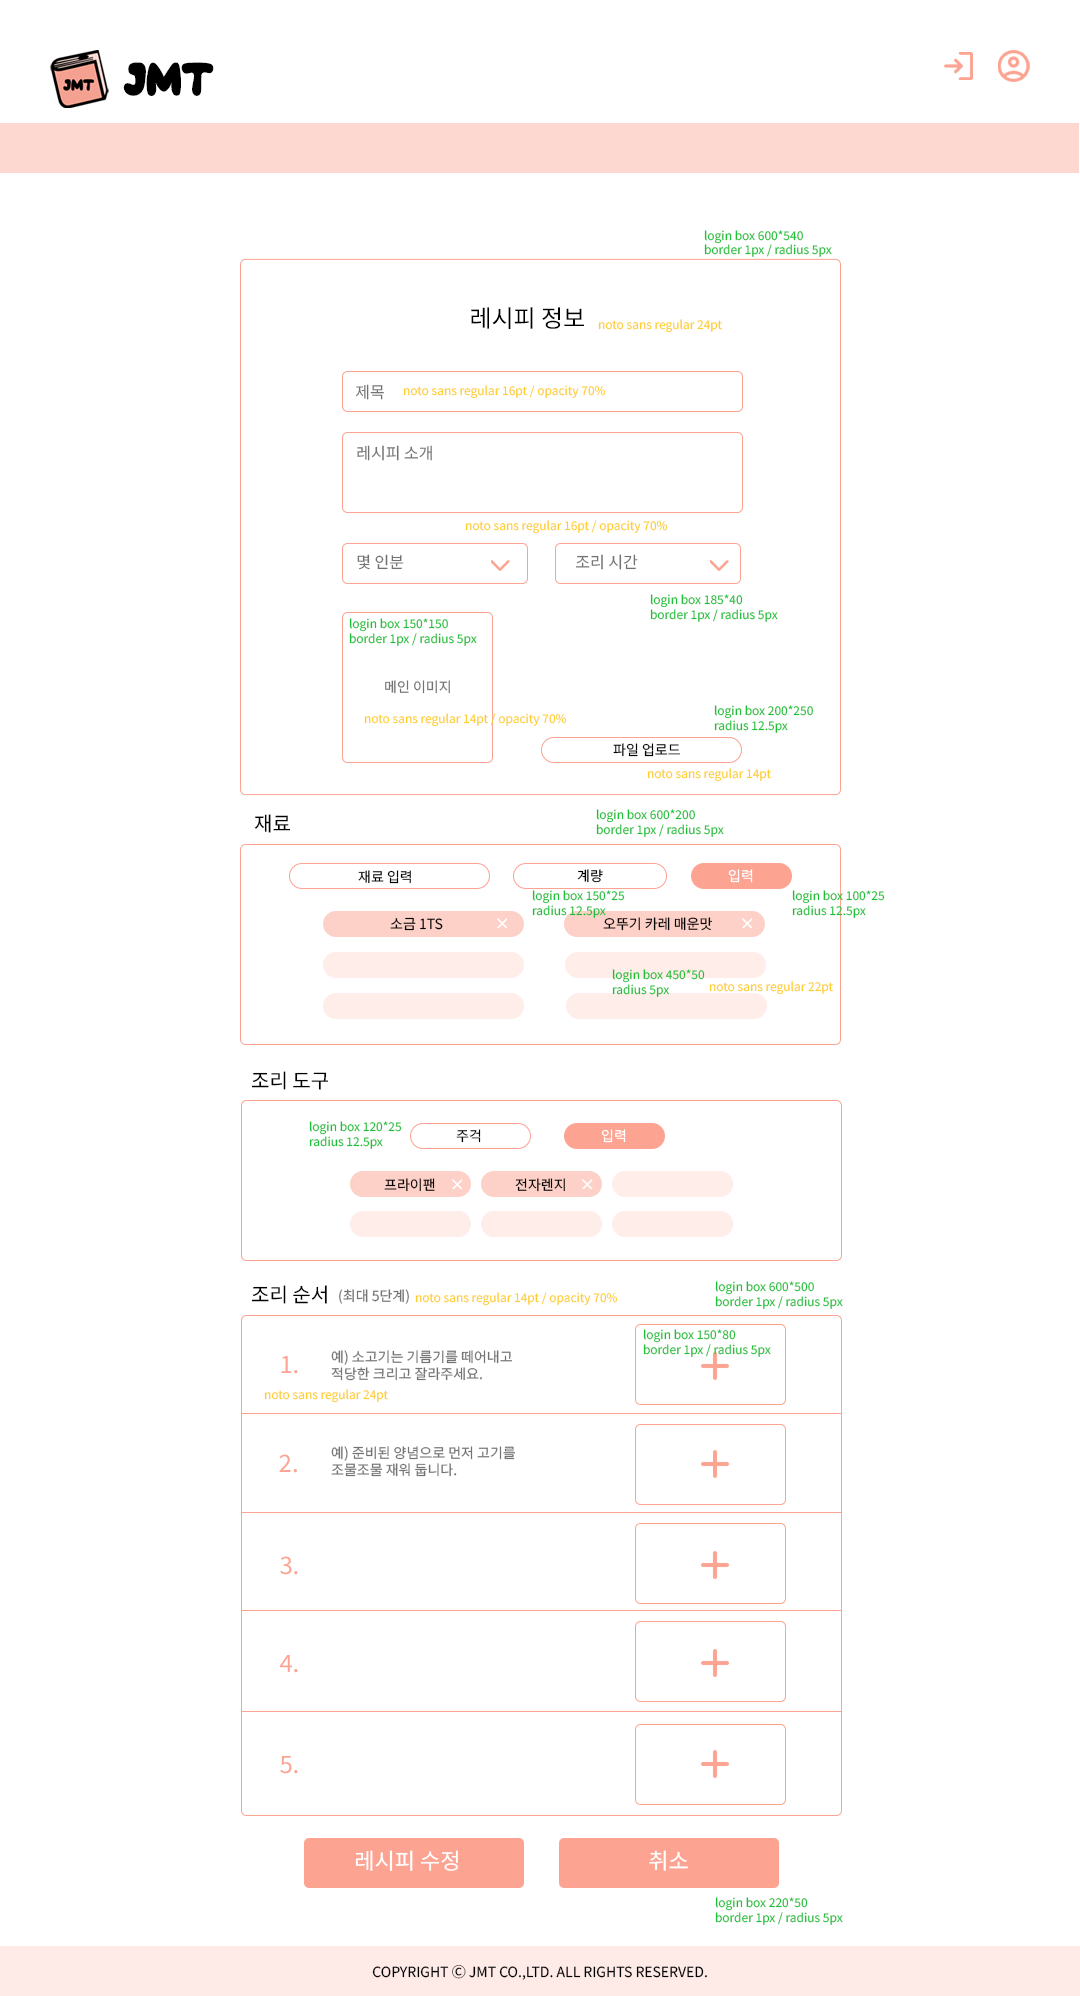 JMT
JMT
login box 600*540
border 1px / radius 5px
레시피 정보
noto sans regular 24pt
제목
noto sans regular 16pt / opacity 70%
레시피 소개
noto sans regular 16pt / opacity 70%
몇 인분
조리 시간
login box 185*40
border 1px / radius 5px
login box 150*150
border 1px / radius 5px
메인 이미지
noto sans regular 14pt / opacity 70%
login box 200*250
radius 12.5px
파일 업로드
noto sans regular 14pt
재료
login box 600*200
border 1px / radius 5px
재료 입력
계량
입력
login box 150*25
radius 12.5px
login box 100*25
radius 12.5px
소금 1TS
오뚜기 카레 매운맛
login box 450*50
radius 5px
noto sans regular 22pt
조리 도구
login box 120*25
radius 12.5px
주걱
입력
프라이팬
전자렌지
조리 순서 (최대 5단계)
noto sans regular 14pt / opacity 70%
login box 600*500
border 1px / radius 5px
1.
예) 소고기는 기름기를 떼어내고
적당한 크리고 잘라주세요.
noto sans regular 24pt
login box 150*80
border 1px / radius 5px
2.
예) 준비된 양념으로 먼저 고기를
조물조물 재워 둡니다.
3.
4.
5.
레시피 수정
취소
login box 220*50
border 1px / radius 5px
COPYRIGHT ⓒ JMT CO.,LTD. ALL RIGHTS RESERVED.